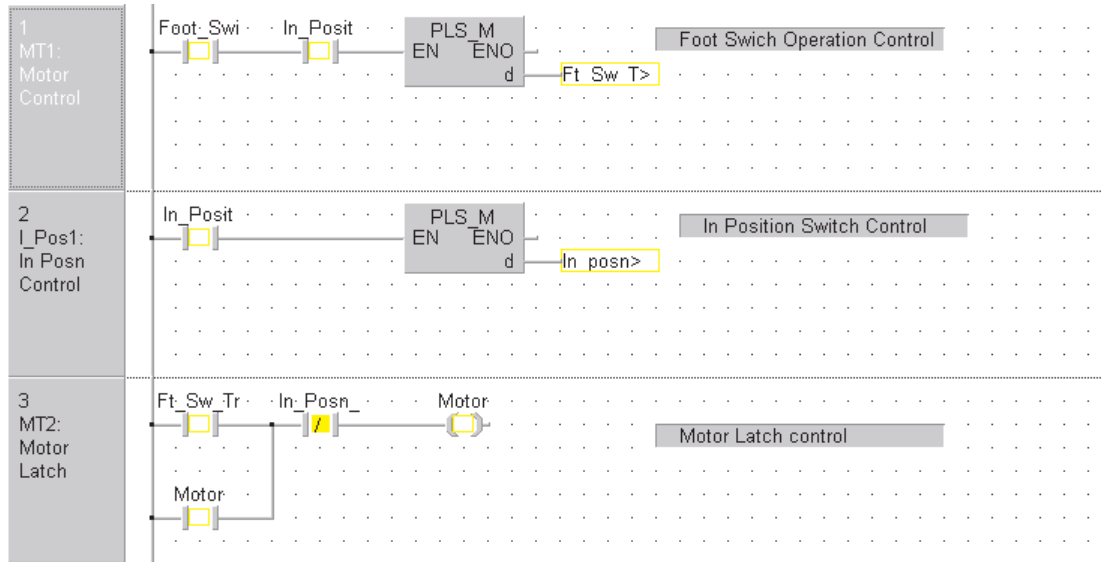 1
MT1:
Motor
Control
Foot_Swi In_Posit PLS_M
EN ENO
d
Ft_Sw_T>
Foot Swich Operation Control
2
I_Pos1:
In Posn
Control
In_Posit PLS_M
EN ENO
d
In_posn>
In Position Switch Control
3
MT2:
Motor
Latch
Ft_Sw_Tr In_Posn_ Motor
/
Motor Latch control
Motor